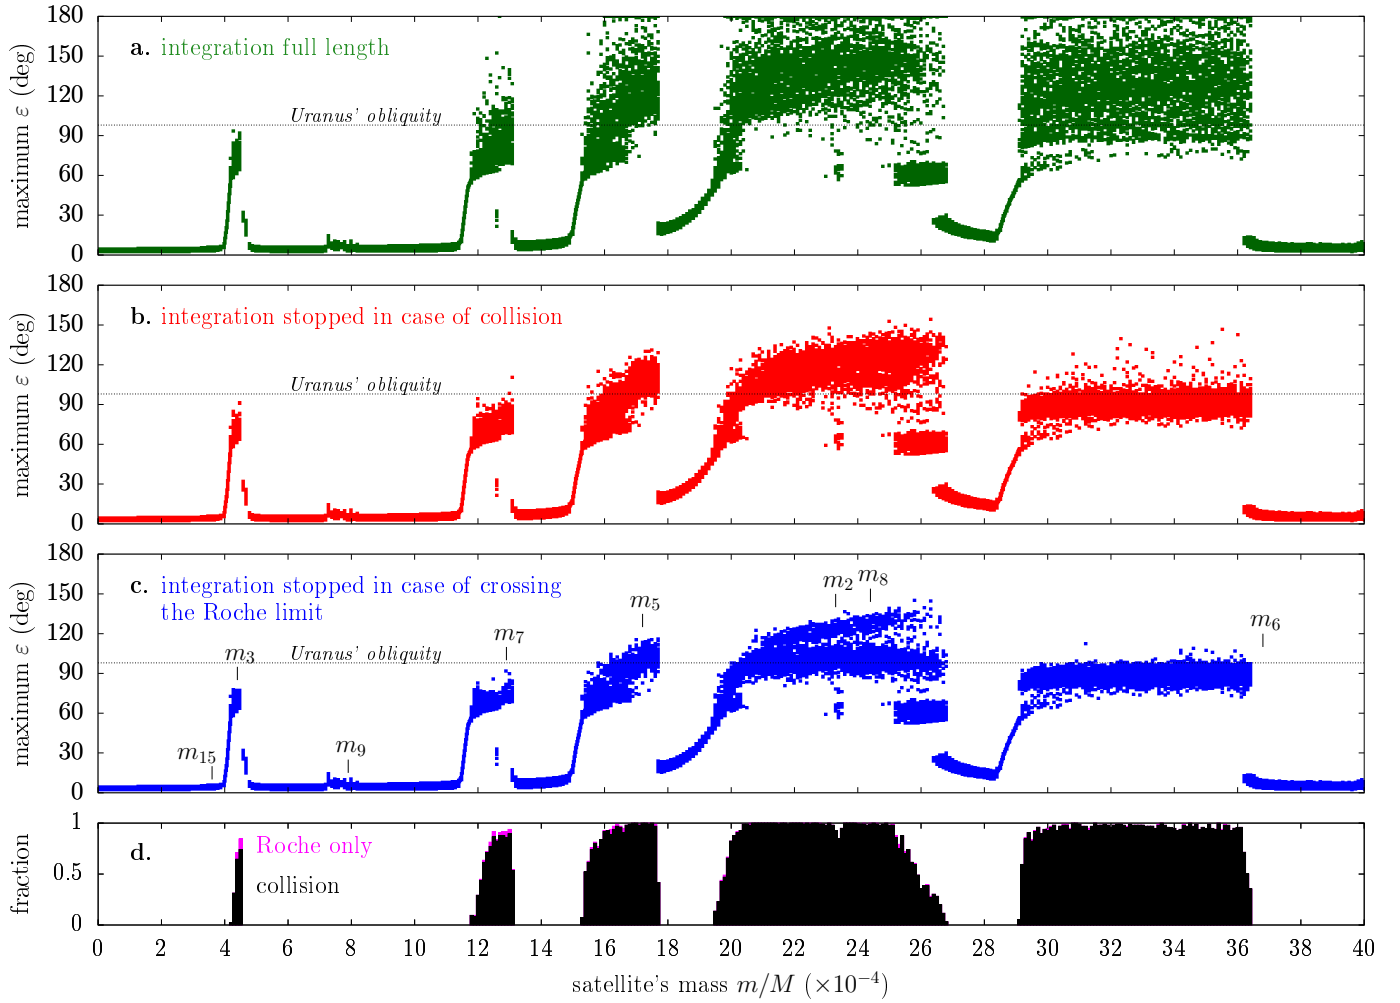 180
150
120
90
60
30
0
maximum ε (deg)
a. integration full length
Uranus' obliquity
180
150
120
90
60
30
0
maximum ε (deg)
b. integration stopped in case of collision
Uranus' obliquity
180
150
120
90
60
30
0
maximum ε (deg)
c. integration stopped in case of crossing
the Roche limit
Uranus' obliquity
m₁₅
m₃
m₉
m₇
m₅
m₂
m₈
m₆
1
0.5
0
fraction
d.
Roche only
collision
0 2 4 6 8 10 12 14 16 18 20 22 24 26 28 30 32 34 36 38 40
satellite's mass m/M (×10⁻⁴)